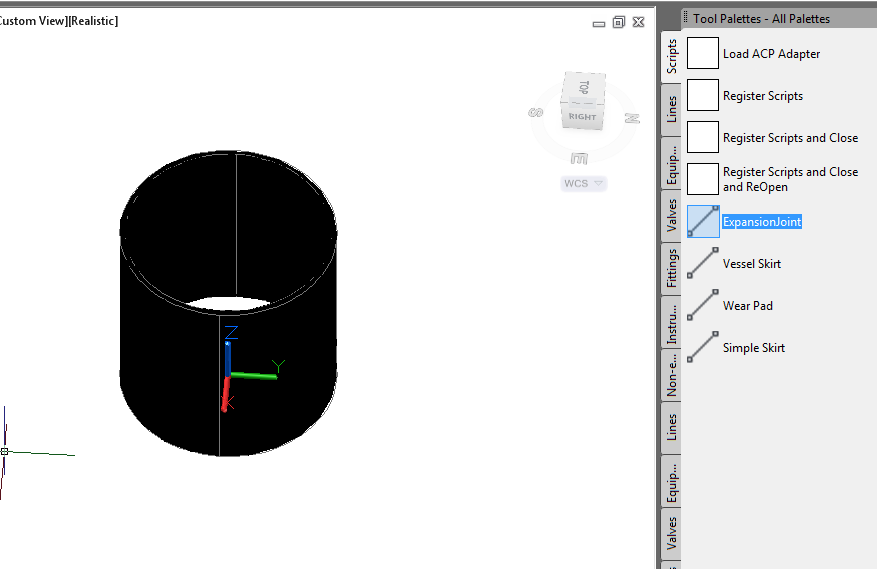 ustom View][Realistic]
TOP
RIGHT
S
N
E
WCS
Z
Y
X
Tool Palettes - All Palettes
Scripts
Lines
Equip...
Valves
Fittings
Instru...
Non-e...
Lines
Equip...
Valves
Load ACP Adapter
Register Scripts
Register Scripts and Close
Register Scripts and Close
and ReOpen
ExpansionJoint
Vessel Skirt
Wear Pad
Simple Skirt